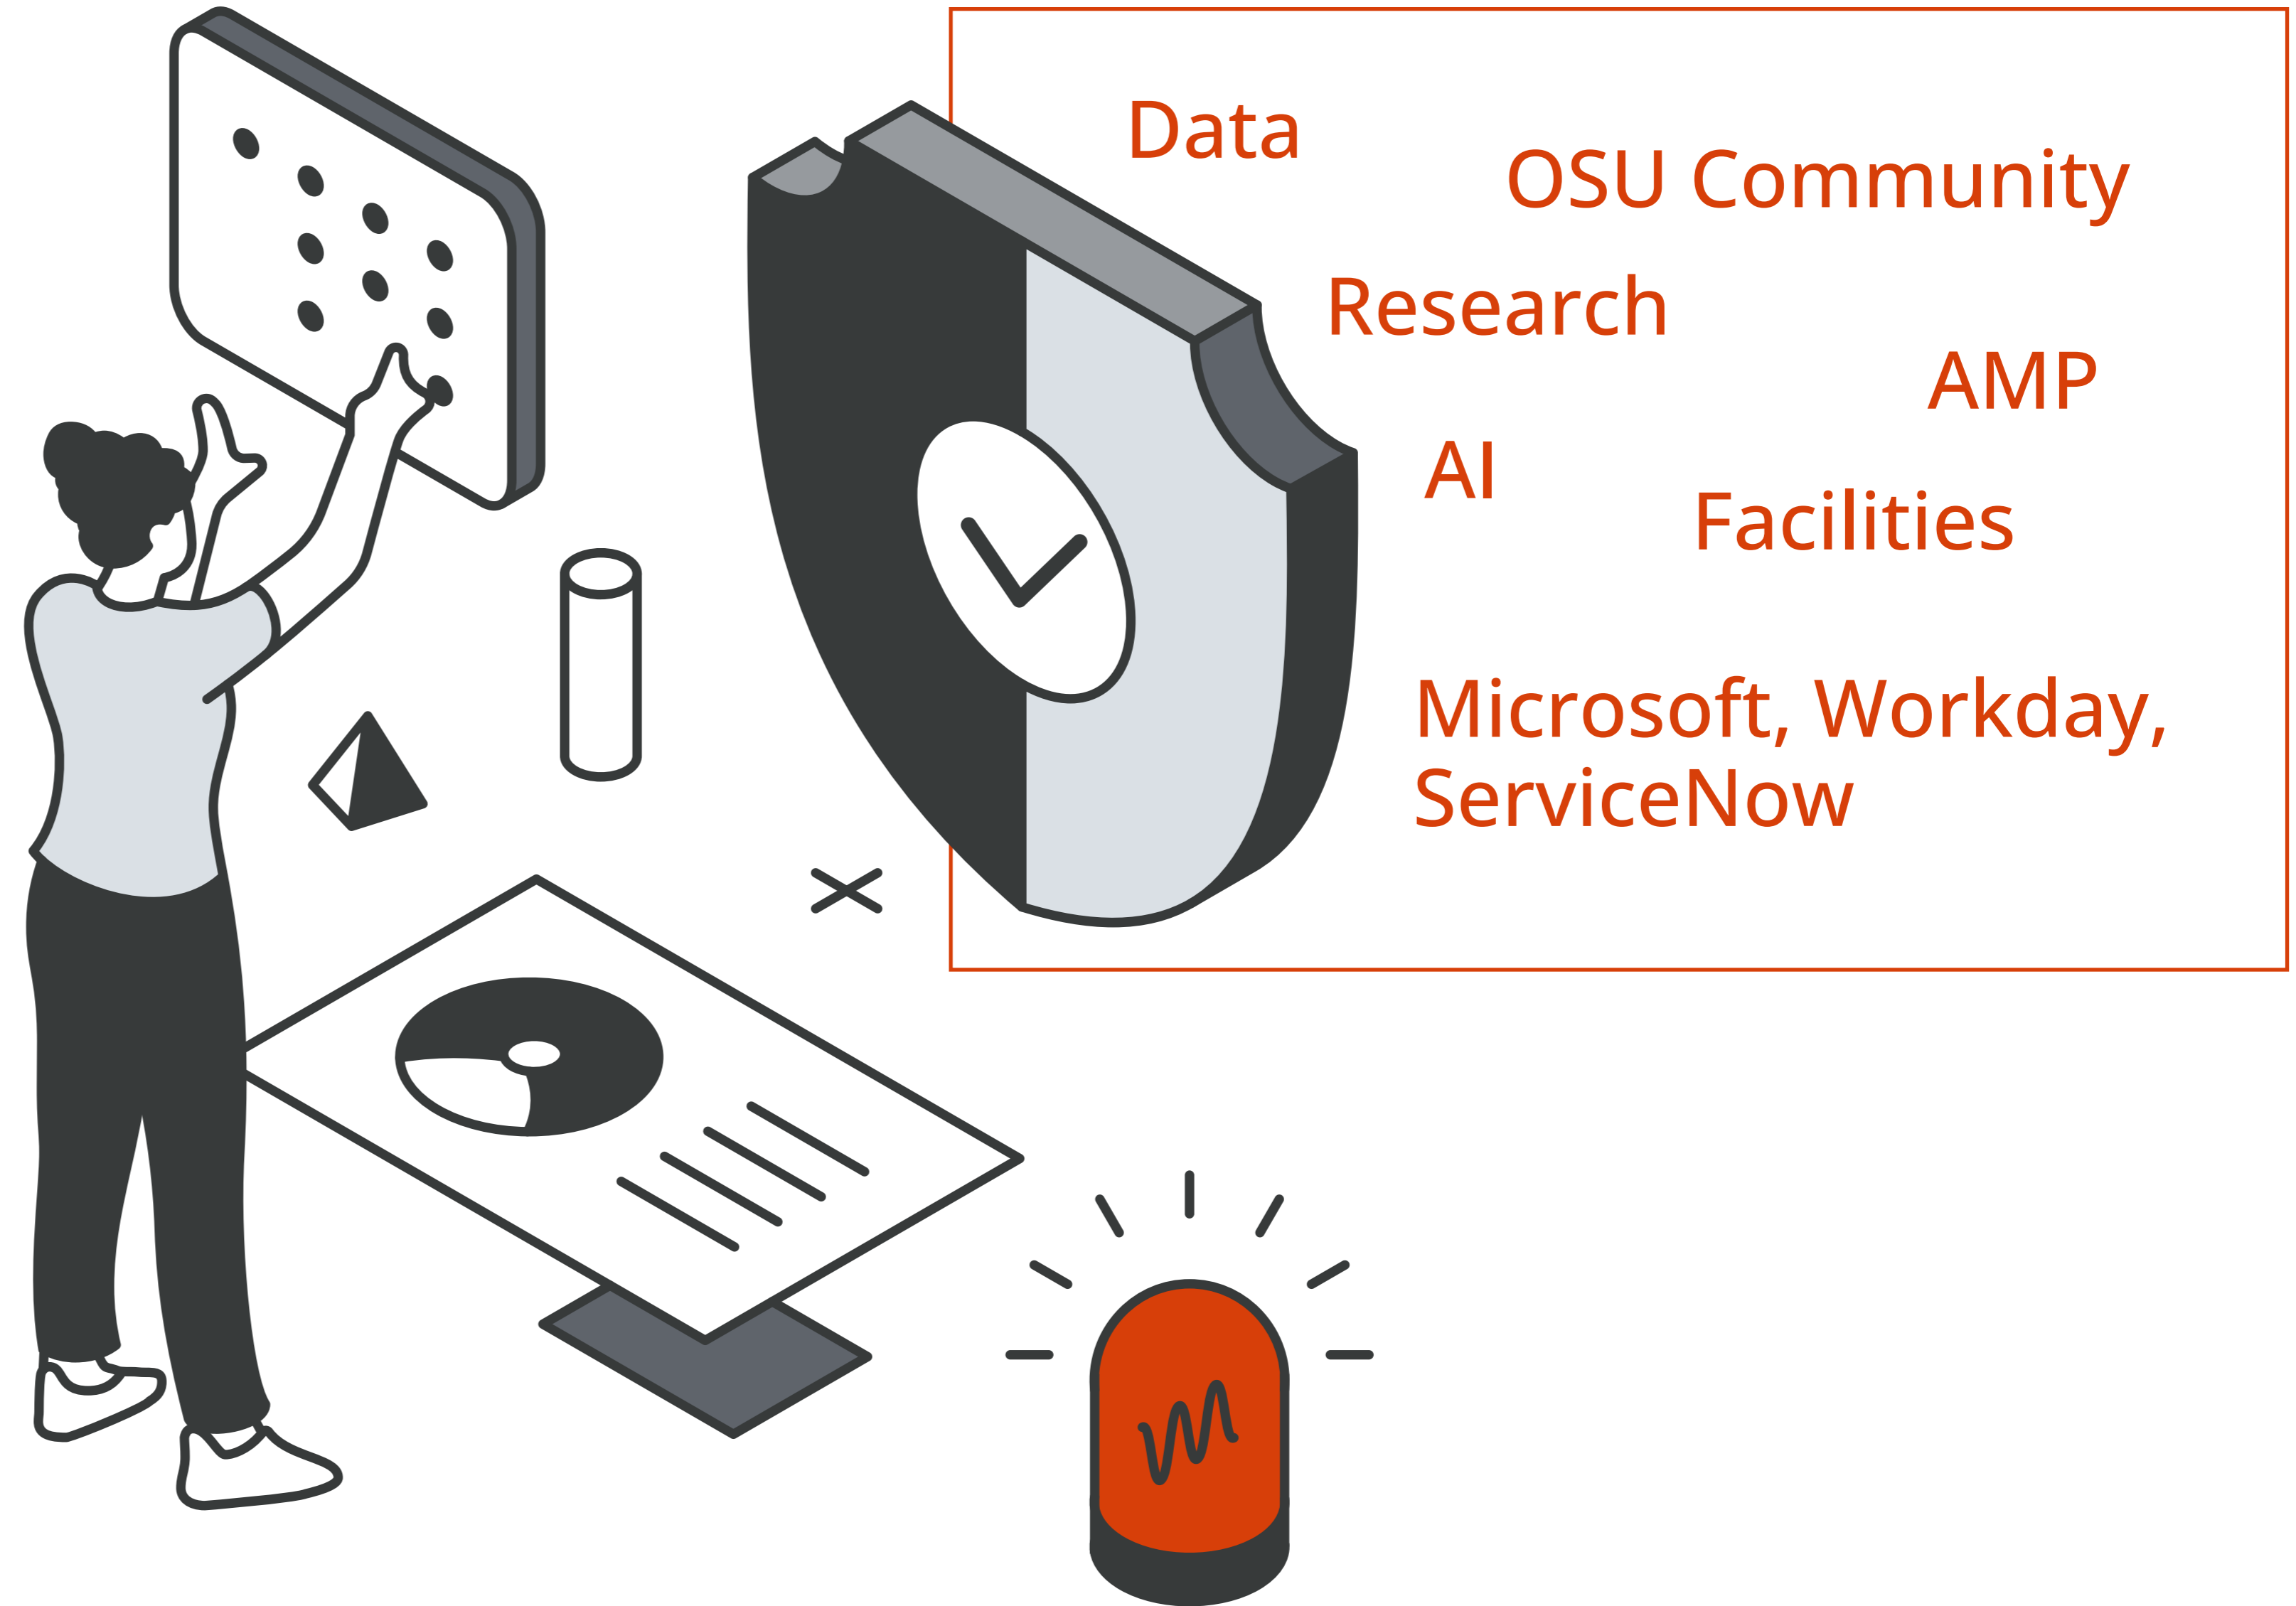 Data
OSU Community
Research
AMP
AI
Facilities
Microsoft, Workday,
ServiceNow